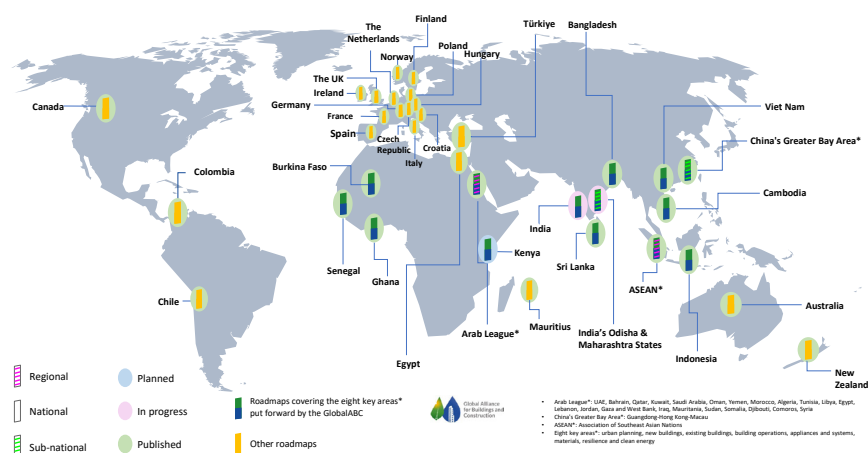 Finland
The
Netherlands
Türkiye
Bangladesh
Norway
Poland
Hungary
The UK
Ireland
Canada
Germany
France
Spain
Czech
Republic
Italy
Croatia
Viet Nam
China's Greater Bay Area*
Colombia
Burkina Faso
Cambodia
India
Sri Lanka
Kenya
Senegal
Ghana
ASEAN*
Chile
Mauritius
Arab League*
India's Odisha &
Maharashtra States
Australia
Egypt
Indonesia
New
Zealand
Regional
National
Sub-national
Planned
In progress
Published
Roadmaps covering the eight key areas*
put forward by the GlobalABC
Other roadmaps
Global Alliance
for Buildings and
Construction
• Arab League*: UAE, Bahrain, Qatar, Kuwait, Saudi Arabia, Oman, Yemen, Morocco, Algeria, Tunisia, Libya, Egypt,
Lebanon, Jordan, Gaza and West Bank, Iraq, Mauritania, Sudan, Somalia, Djibouti, Comoros, Syria
• China's Greater Bay Area*: Guangdong-Hong Kong-Macau
• ASEAN*: Association of Southeast Asian Nations
• Eight key areas*: urban planning, new buildings, existing buildings, building operations, appliances and systems,
materials, resilience and clean energy